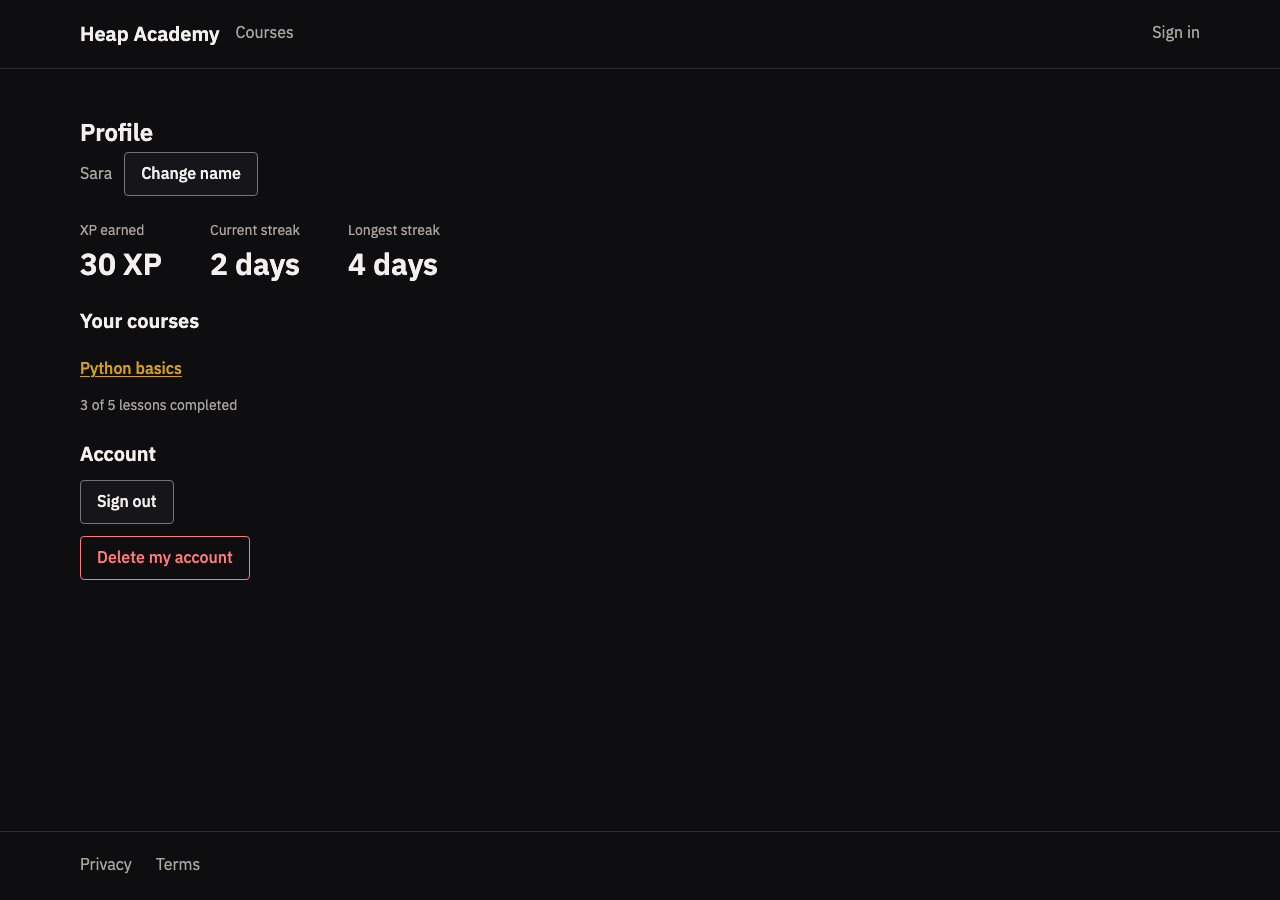 Heap Academy Courses Sign in
Profile
Sara Change name
XP earned Current streak Longest streak
30 XP 2 days 4 days
Your courses
Python basics
3 of 5 lessons completed
Account
Sign out
Delete my account
Privacy Terms